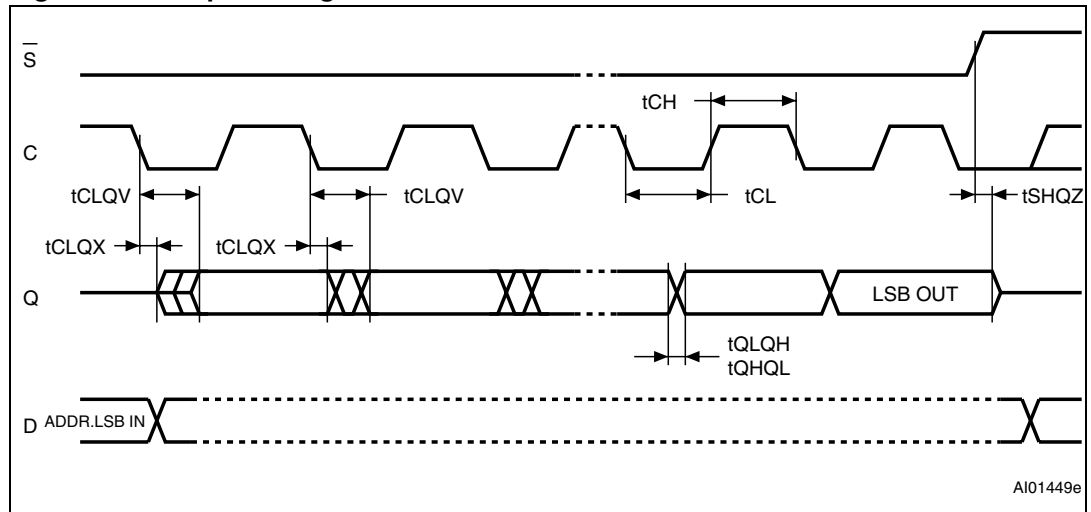 S
tCH
C
tCLQV
tCLQV
tCL
tSHQZ
tCLQX
tCLQX
Q
LSB OUT
tQLQH
tQHQL
D ADDR.LSB IN
AI01449e